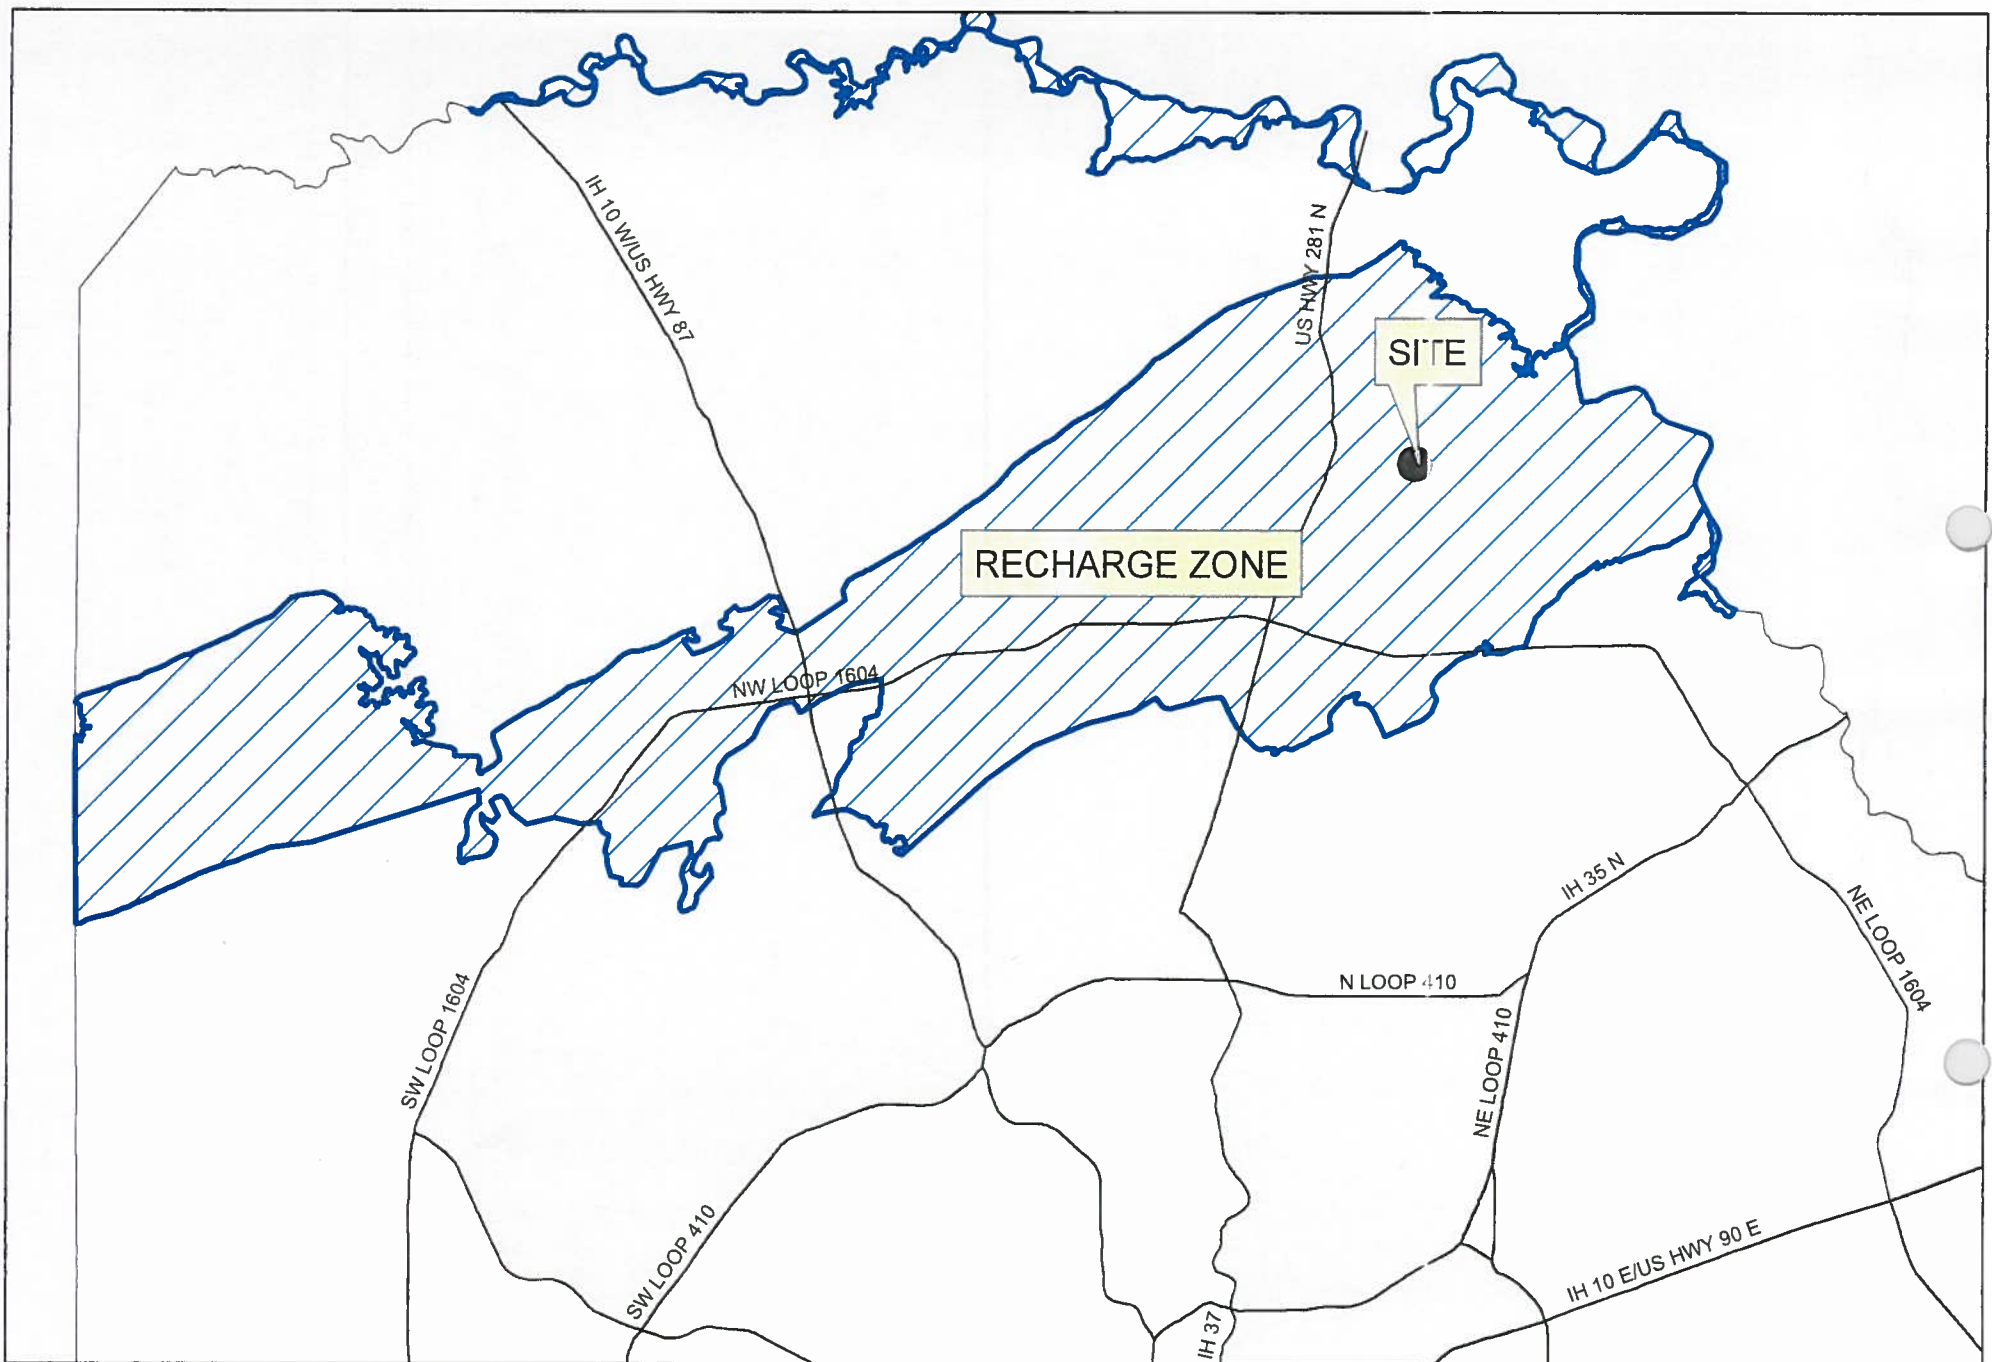 IH 10 W/US HWY 87
US HWY 281 N
SITE
RECHARGE ZONE
NW LOOP 1604
IH 35 N
NE LOOP 1604
N LOOP 410
SW LOOP 1604
NE LOOP 410
SW LOOP 410
IH 10 E/US HWY 90 E
IH 37